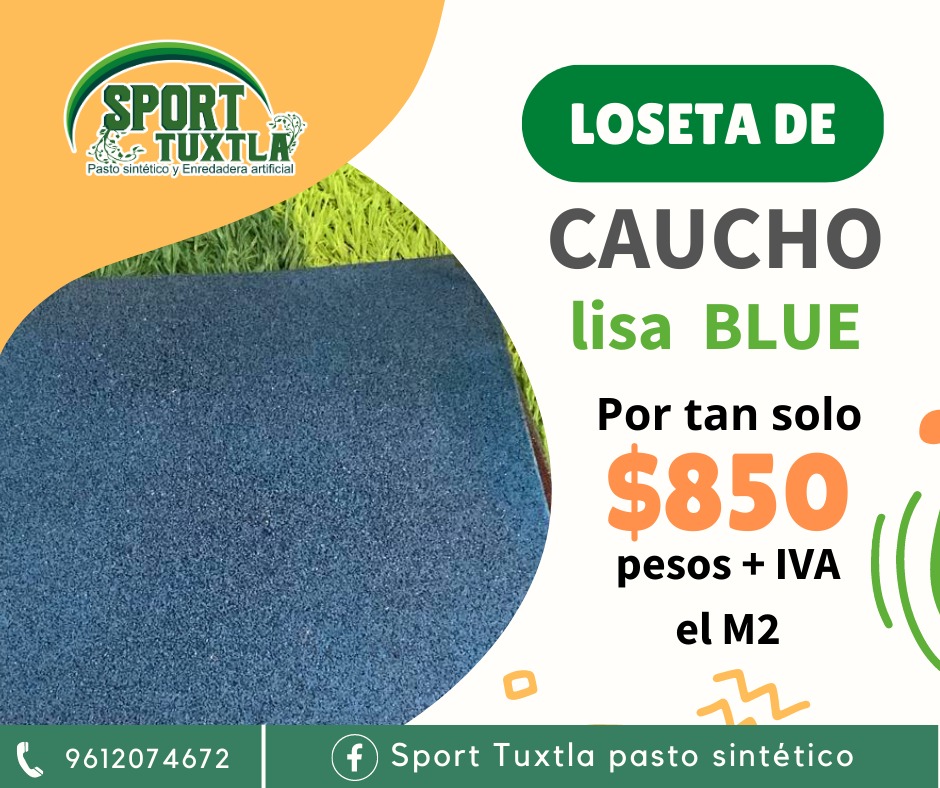 SPORT
TUXTLA
Pasto sintético y Enredadera artificial
LOSETA DE
CAUCHO
lisa BLUE
Por tan solo
$850
pesos + IVA
el M2
9612074672
Sport Tuxtla pasto sintético